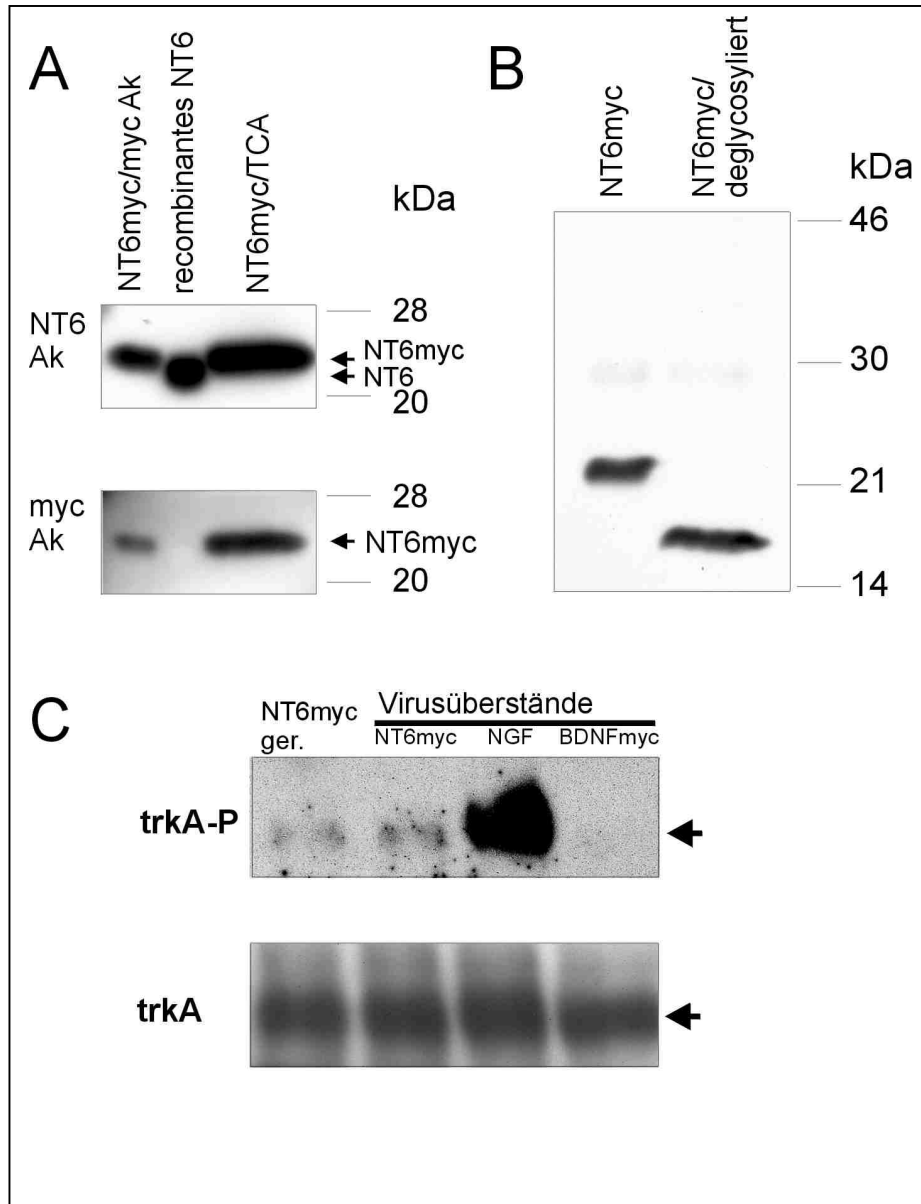 A
NT6myc/myc Ak
recombinantes NT6
NT6myc/TCA
kDa
NT6
Ak
28
NT6myc
NT6
20
myc
Ak
28
NT6myc
20
B
NT6myc
NT6myc/
deglycosyliert
kDa
46
30
21
14
C
NT6myc
ger.
Virusüberstände
NT6myc NGF BDNFmyc
trkA-P
trkA